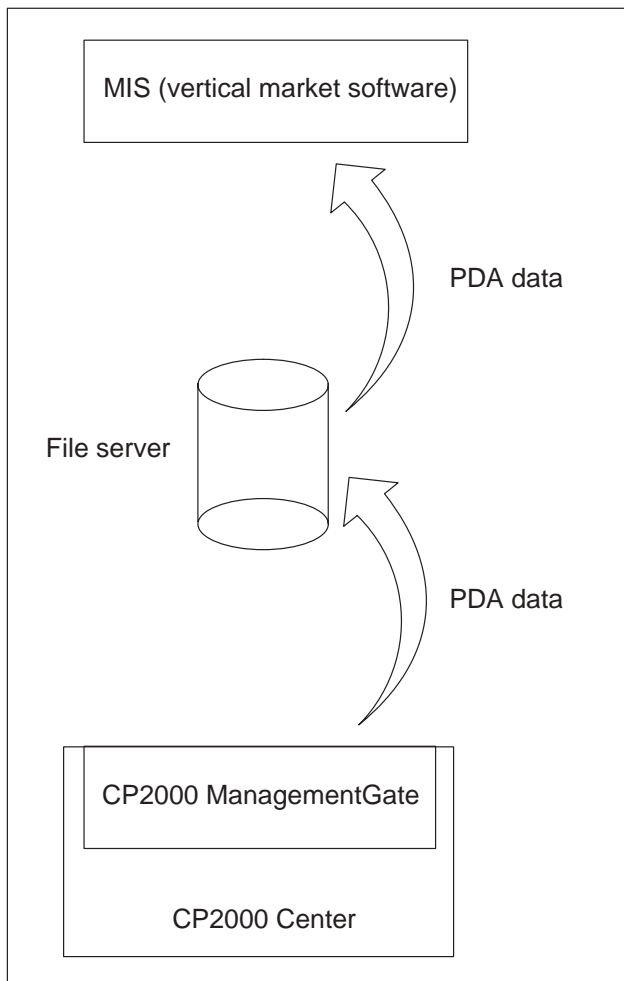 MIS (vertical market software)
PDA data
File server
PDA data
CP2000 ManagementGate
CP2000 Center